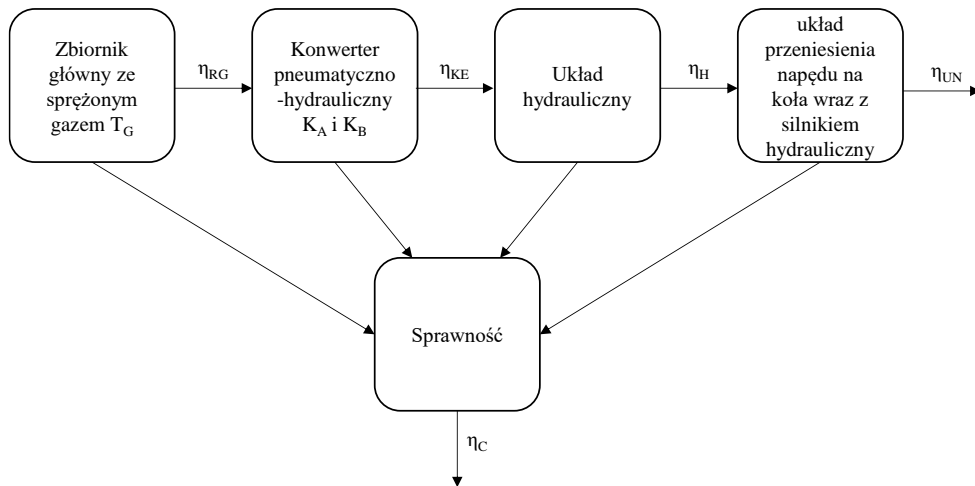 Zbiornik
główny ze
sprężonym
gazem T_G
η_RG
Konwerter
pneumatyczno
-hydrauliczny
K_A i K_B
η_KE
Układ
hydrauliczny
η_H
układ
przeniesienia
napędu na
koła wraz z
silnikiem
hydrauliczny
η_UN
Sprawność
η_C